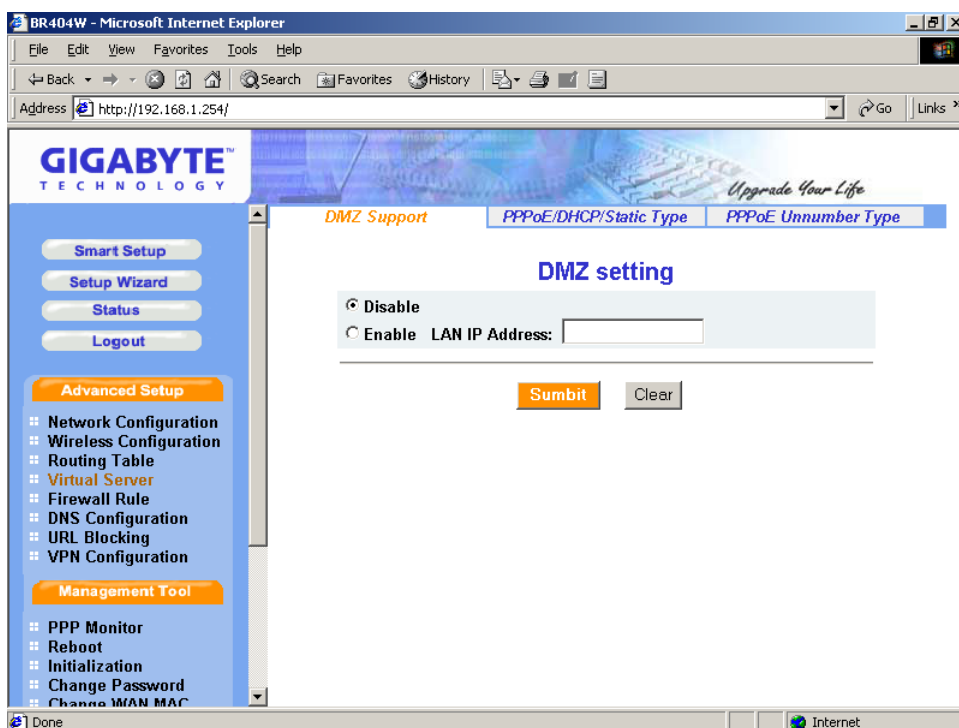 BR404W - Microsoft Internet Explorer
File Edit View Favorites Tools Help
Back Search Favorites History
Address http://192.168.1.254/ Go Links »
GIGABYTE™
TECHNOLOGY
Upgrade Your Life
DMZ Support PPPoE/DHCP/Static Type PPPoE Unnumber Type
Smart Setup
Setup Wizard
Status
Logout
Advanced Setup
Network Configuration
Wireless Configuration
Routing Table
Virtual Server
Firewall Rule
DNS Configuration
URL Blocking
VPN Configuration
Management Tool
PPP Monitor
Reboot
Initialization
Change Password
Change WAN MAC
DMZ setting
Disable
Enable LAN IP Address:
Sumbit Clear
Done Internet